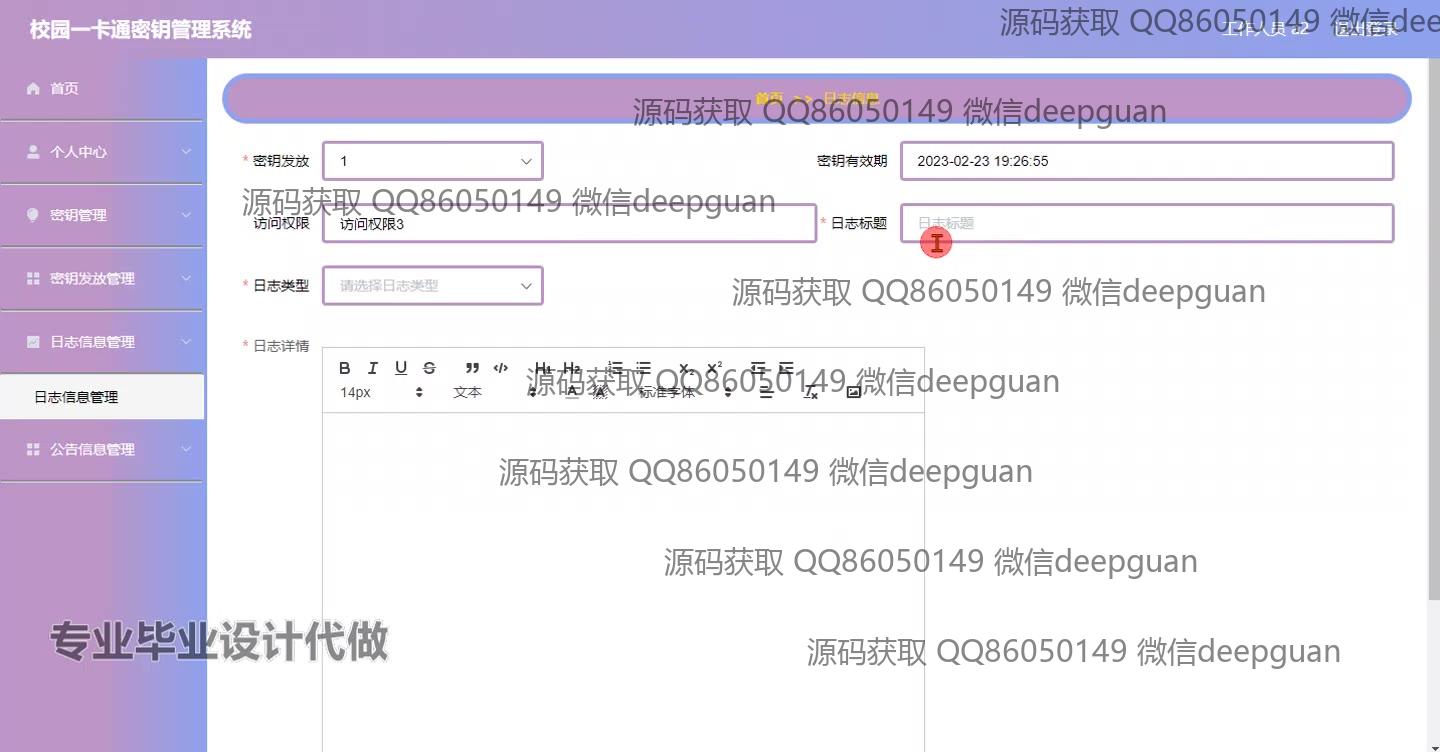 校园一卡通密钥管理系统
源码获取 QQ86050149 微信dee
工作人员 a2 退出登录
首页
个人中心
密钥管理
密钥发放管理
日志信息管理
日志信息管理
公告信息管理
首页 >> 日志信息
源码获取 QQ86050149 微信deepguan
* 密钥发放 1
密钥有效期 2023-02-23 19:26:55
源码获取 QQ86050149 微信deepguan
访问权限 访问权限3
* 日志标题 日志标题
* 日志类型 请选择日志类型
源码获取 QQ86050149 微信deepguan
* 日志详情
B I U S H1 H2 X2 X2
14px 文本 A A 标准字体 Tx
源码获取 QQ86050149 微信deepguan
源码获取 QQ86050149 微信deepguan
源码获取 QQ86050149 微信deepguan
专业毕业设计代做
源码获取 QQ86050149 微信deepguan